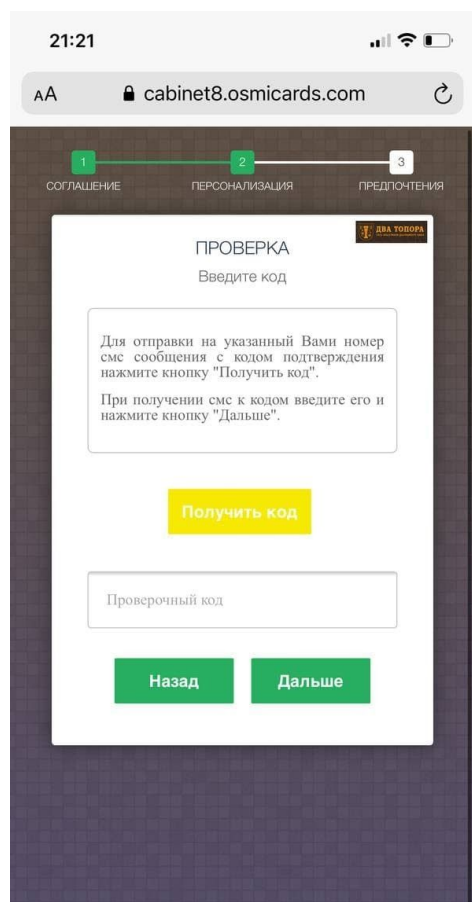 21:21
AA cabinet8.osmicards.com
1 2 3
СОГЛАШЕНИЕ ПЕРСОНАЛИЗАЦИЯ ПРЕДПОЧТЕНИЯ
ДВА ТОПОРА
ПРОВЕРКА
Введите код
Для отправки на указанный Вами номер
смс сообщения с кодом подтверждения
нажмите кнопку "Получить код".
При получении смс к кодом введите его и
нажмите кнопку "Дальше".
Получить код
Проверочный код
Назад Дальше